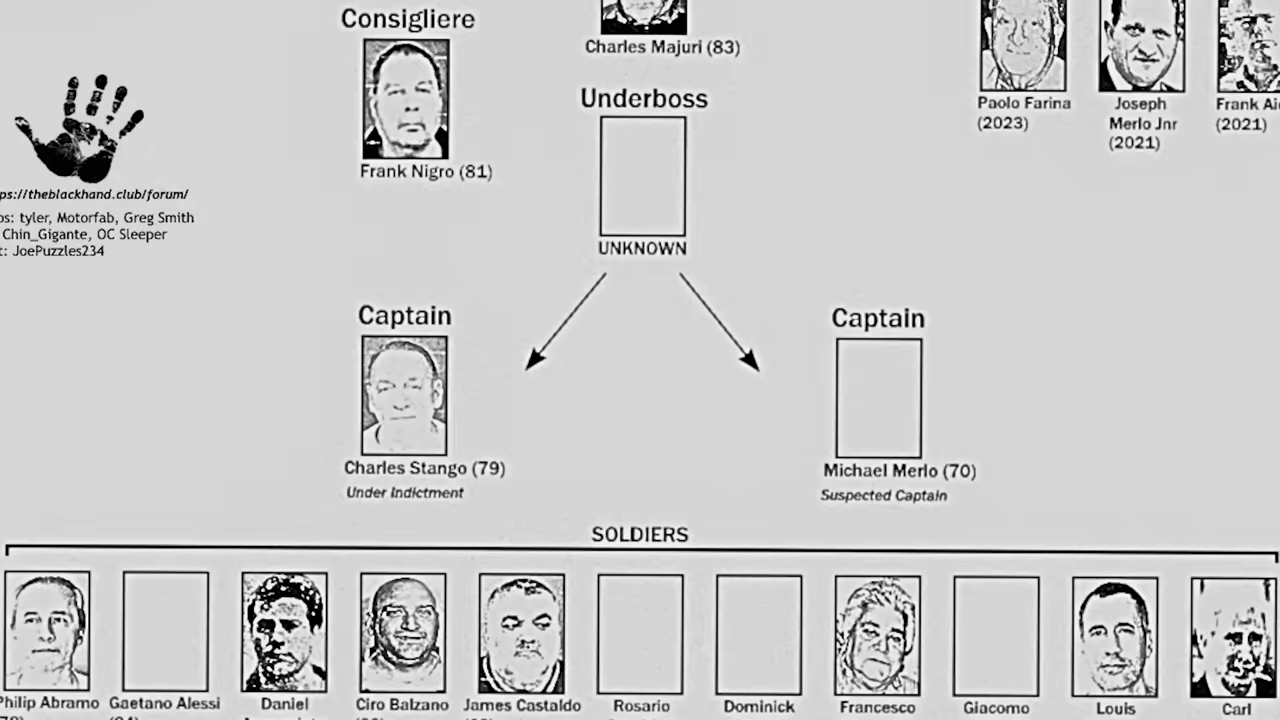 Consigliere
Charles Majuri (83)
Underboss
Paolo Farina
(2023)
Joseph
Merlo Jnr
(2021)
Frank
(2021)
Frank Nigro (81)
ps://theblackhand.club/forum/
os: tyler, Motorfab, Greg Smith
Chin_Gigante, OC Sleeper
t: JoePuzzles234
UNKNOWN
Captain
Captain
Charles Stango (79)
Under Indictment
Michael Merlo (70)
Suspected Captain
SOLDIERS
Philip Abramo
Gaetano Alessi
Daniel
Ciro Balzano
James Castaldo
Rosario
Dominick
Francesco
Giacomo
Louis
Carl